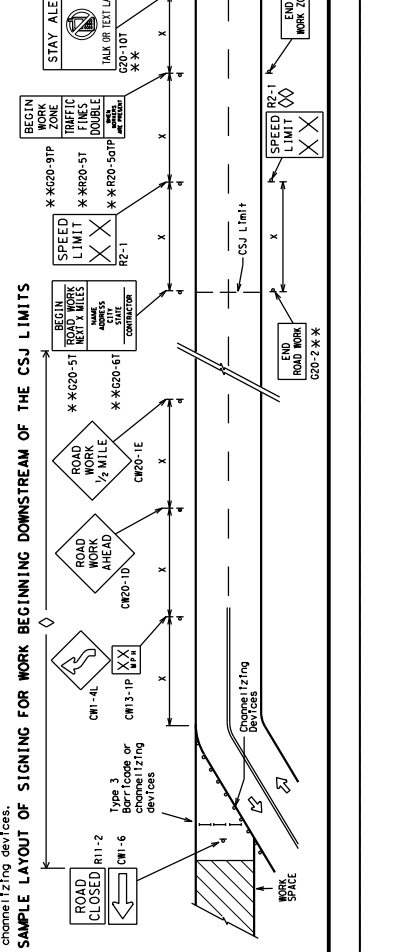 channelizing devices.
SAMPLE LAYOUT OF SIGNING FOR WORK BEGINNING DOWNSTREAM OF THE CSJ LIMITS
ROAD
CLOSED
R11-2
CW1-6
Type 3
Barricade or
channelizing
devices
CW1-4L
XX
MPH
CW13-1P
ROAD
WORK
AHEAD
CW20-1D
ROAD
WORK
1/2 MILE
CW20-1E
BEGIN
ROAD WORK
NEXT X MILES
* * G20-5T
NAME
ADDRESS
CITY
STATE
CONTRACTOR
* * G20-6T
SPEED
LIMIT
X X
R2-1
BEGIN
WORK
ZONE
* * G20-9TP
TRAFFIC
FINES
DOUBLE
* * R20-5T
WHEN
WORKERS
ARE PRESENT
* * R20-5aTP
STAY ALE
TALK OR TEXT LA
G20-10T
* *
X
X
X
X
X
X
X
WORK
SPACE
Channelizing
Devices
CSJ Limit
END
ROAD WORK
G20-2 * *
X
SPEED
LIMIT
X X
R2-1
END
WORK ZO